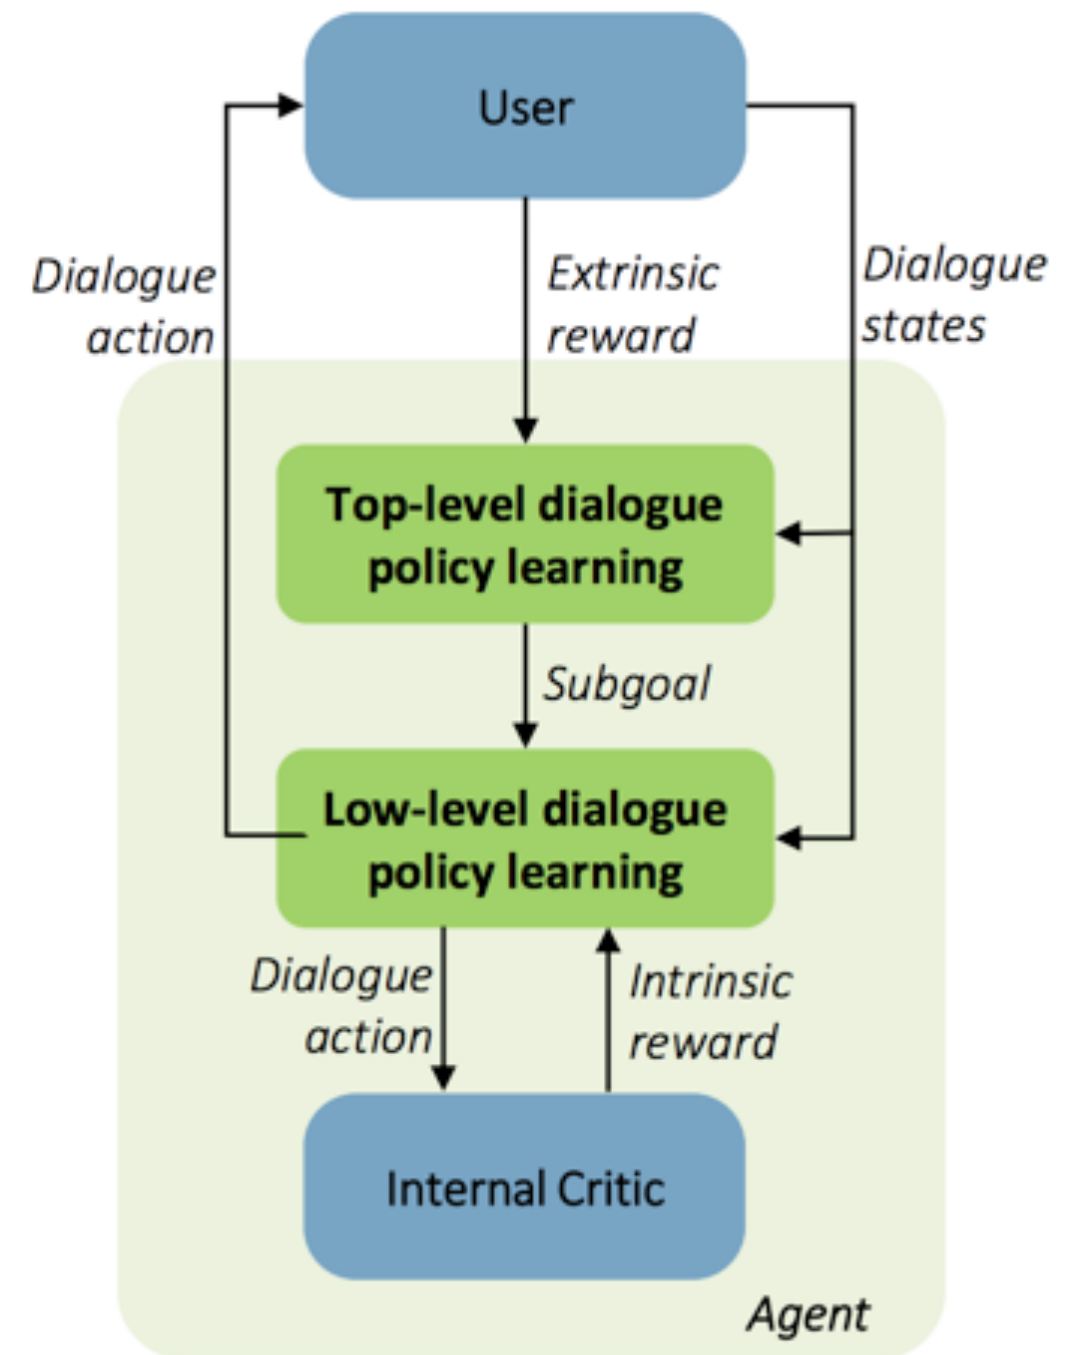 User
Dialogue
action
Extrinsic
reward
Dialogue
states
Top-level dialogue
policy learning
Subgoal
Low-level dialogue
policy learning
Dialogue
action
Intrinsic
reward
Internal Critic
Agent